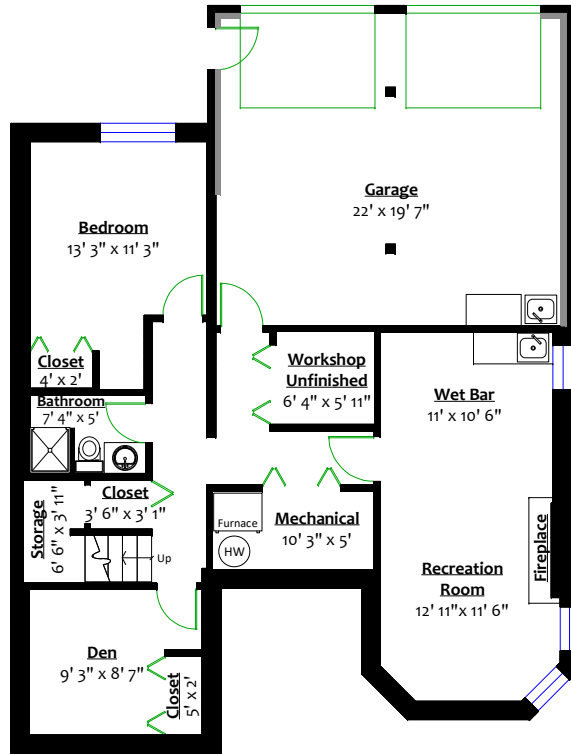 Garage
22' x 19' 7"
Bedroom
13' 3" x 11' 3"
Closet
4' x 2'
Workshop
Unfinished
6' 4" x 5' 11"
Wet Bar
11' x 10' 6"
Bathroom
7' 4" x 5'
Closet
3' 6" x 3' 1"
Storage
6' 6" x 3' 11"
Up
Furnace
HW
Mechanical
10' 3" x 5'
Fireplace
Recreation
Room
12' 11"x 11' 6"
Den
9' 3" x 8' 7"
Closet
5' x 2'